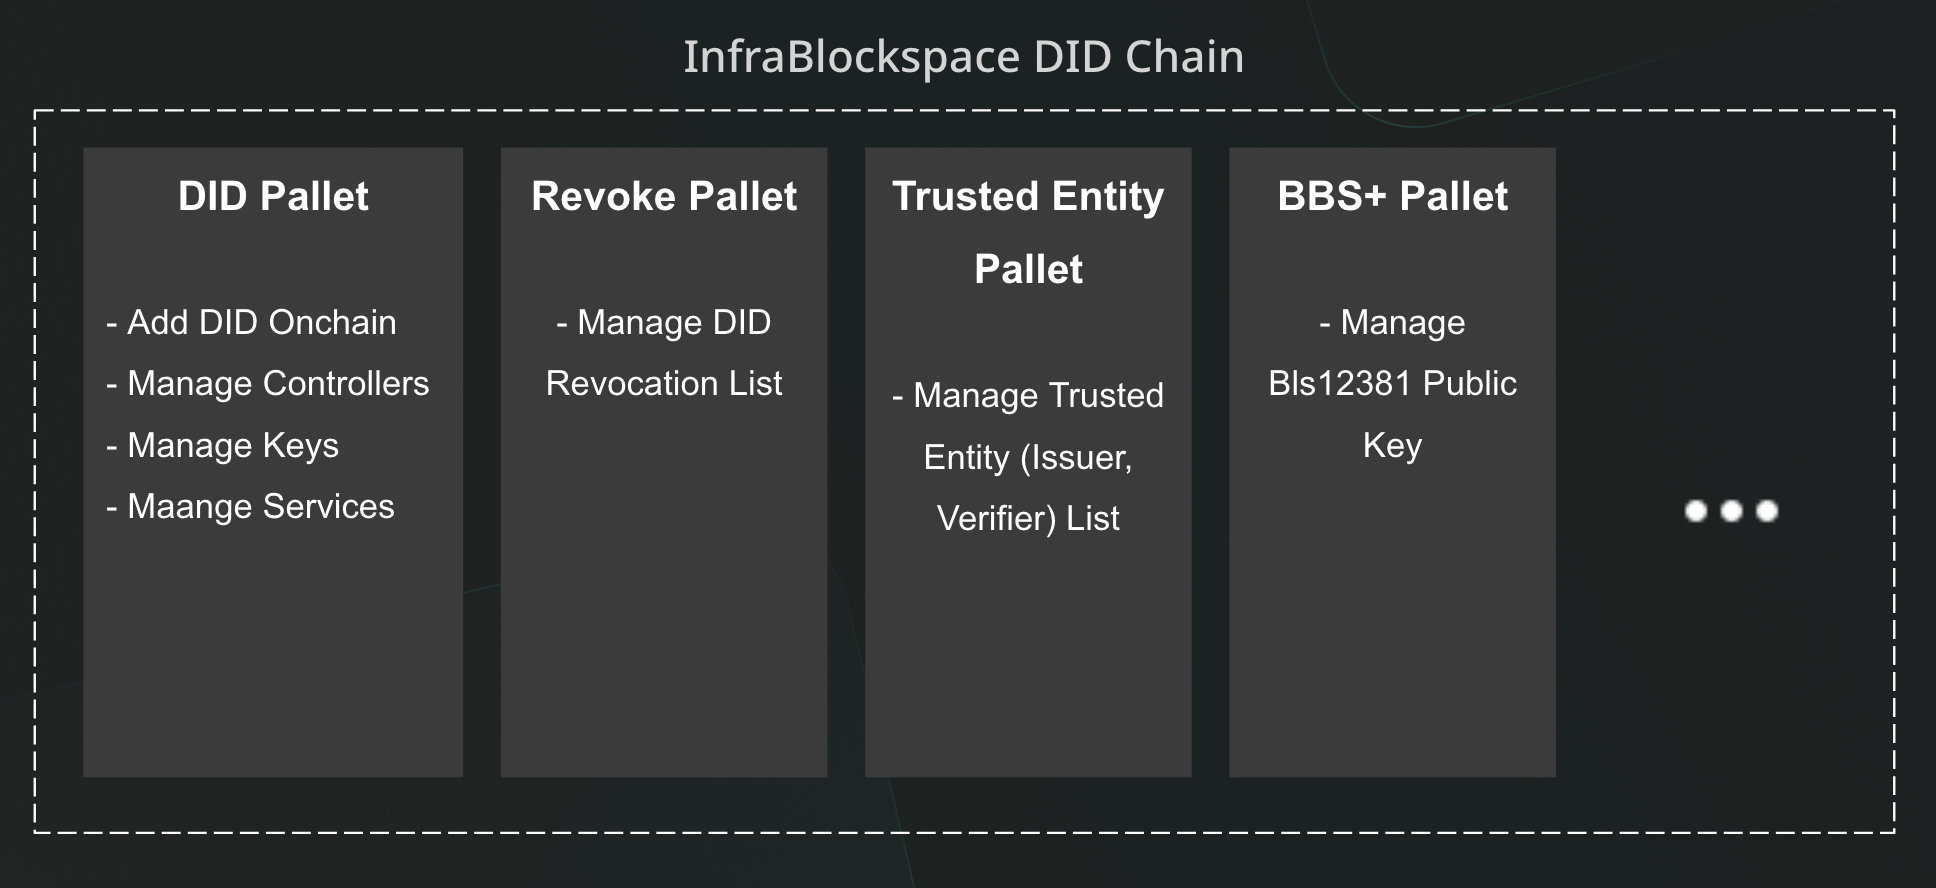 InfraBlockspace DID Chain
DID Pallet
- Add DID Onchain
- Manage Controllers
- Manage Keys
- Maange Services
Revoke Pallet
- Manage DID
Revocation List
Trusted Entity
Pallet
- Manage Trusted
Entity (Issuer,
Verifier) List
BBS+ Pallet
- Manage
Bls12381 Public
Key